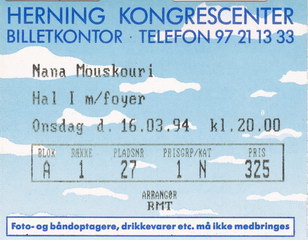 HERNING KONGRESCENTER
BILLETKONTOR · TELEFON 97 21 13 33
Nana Mouskouri
Hal I m/foyer
Onsdag d. 16.03.94 kl.20.00
BLOK RÆKKE PLADSNR PRISGRP/KAT PRIS
A 1 27 1 N 325
ARRANGØR
RMT
Foto- og båndoptagere, drikkevarer etc. må ikke medbringes